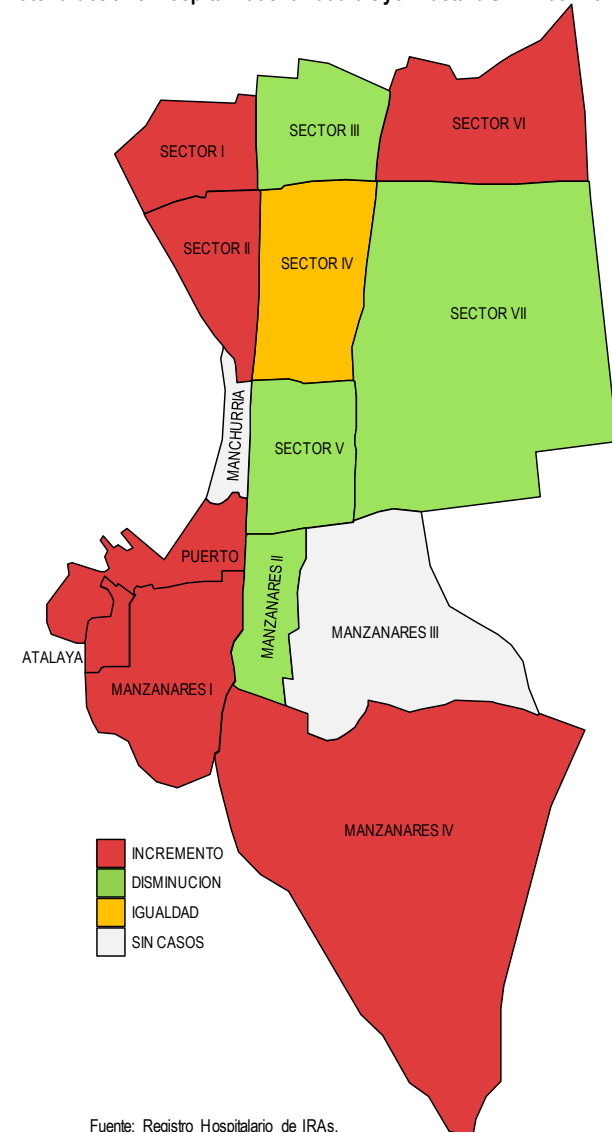 SECTOR VI
SECTOR III
SECTOR I
SECTOR II
SECTOR IV
SECTOR VII
MANCHURRIA
SECTOR V
PUERTO
MANZANARES II
MANZANARES III
ATALAYA
MANZANARES I
MANZANARES IV
INCREMENTO
DISMINUCION
IGUALDAD
SIN CASOS
Fuente: Registro Hospitalario de IRAs.